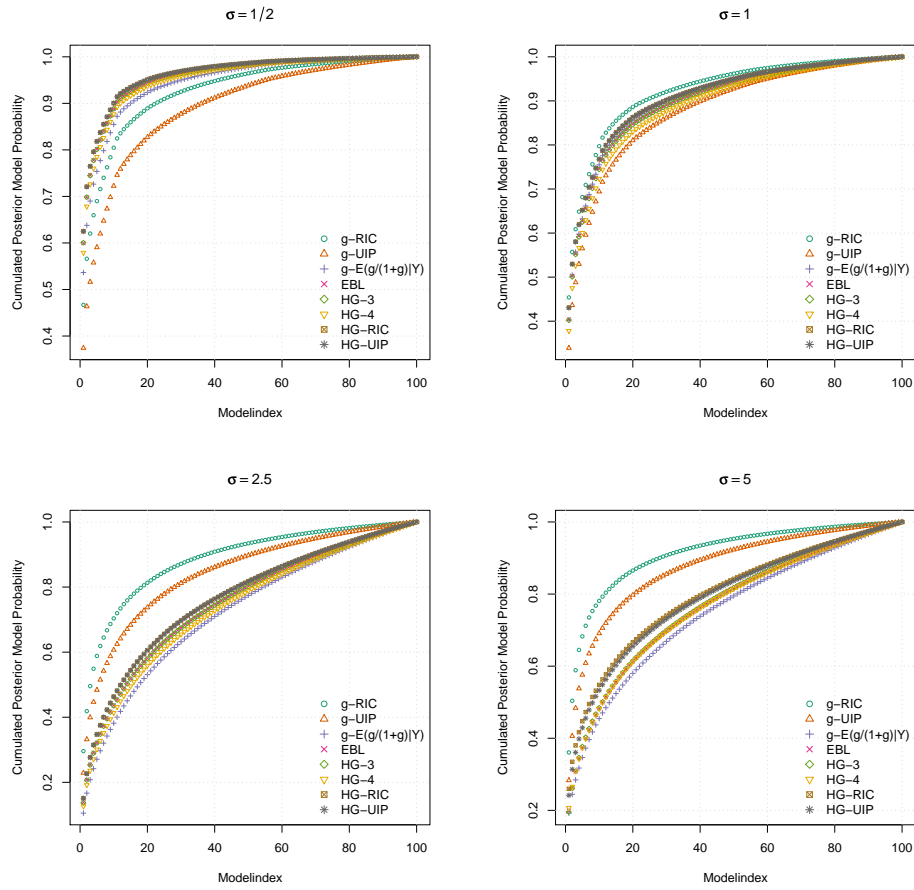 σ = 1/2
Cumulated Posterior Model Probability
1.0
0.9
0.8
0.7
0.6
0.5
0.4
g−RIC
g−UIP
g−E(g/(1+g)|Y)
EBL
HG−3
HG−4
HG−RIC
HG−UIP
0 20 40 60 80 100
Modelindex
σ = 1
Cumulated Posterior Model Probability
1.0
0.9
0.8
0.7
0.6
0.5
0.4
g−RIC
g−UIP
g−E(g/(1+g)|Y)
EBL
HG−3
HG−4
HG−RIC
HG−UIP
0 20 40 60 80 100
Modelindex
σ = 2.5
Cumulated Posterior Model Probability
1.0
0.8
0.6
0.4
0.2
g−RIC
g−UIP
g−E(g/(1+g)|Y)
EBL
HG−3
HG−4
HG−RIC
HG−UIP
0 20 40 60 80 100
Modelindex
σ = 5
Cumulated Posterior Model Probability
1.0
0.8
0.6
0.4
0.2
g−RIC
g−UIP
g−E(g/(1+g)|Y)
EBL
HG−3
HG−4
HG−RIC
HG−UIP
0 20 40 60 80 100
Modelindex